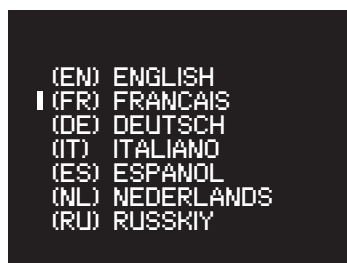 (EN) ENGLISH
(FR) FRANCAIS
(DE) DEUTSCH
(IT) ITALIANO
(ES) ESPANOL
(NL) NEDERLANDS
(RU) RUSSKIY